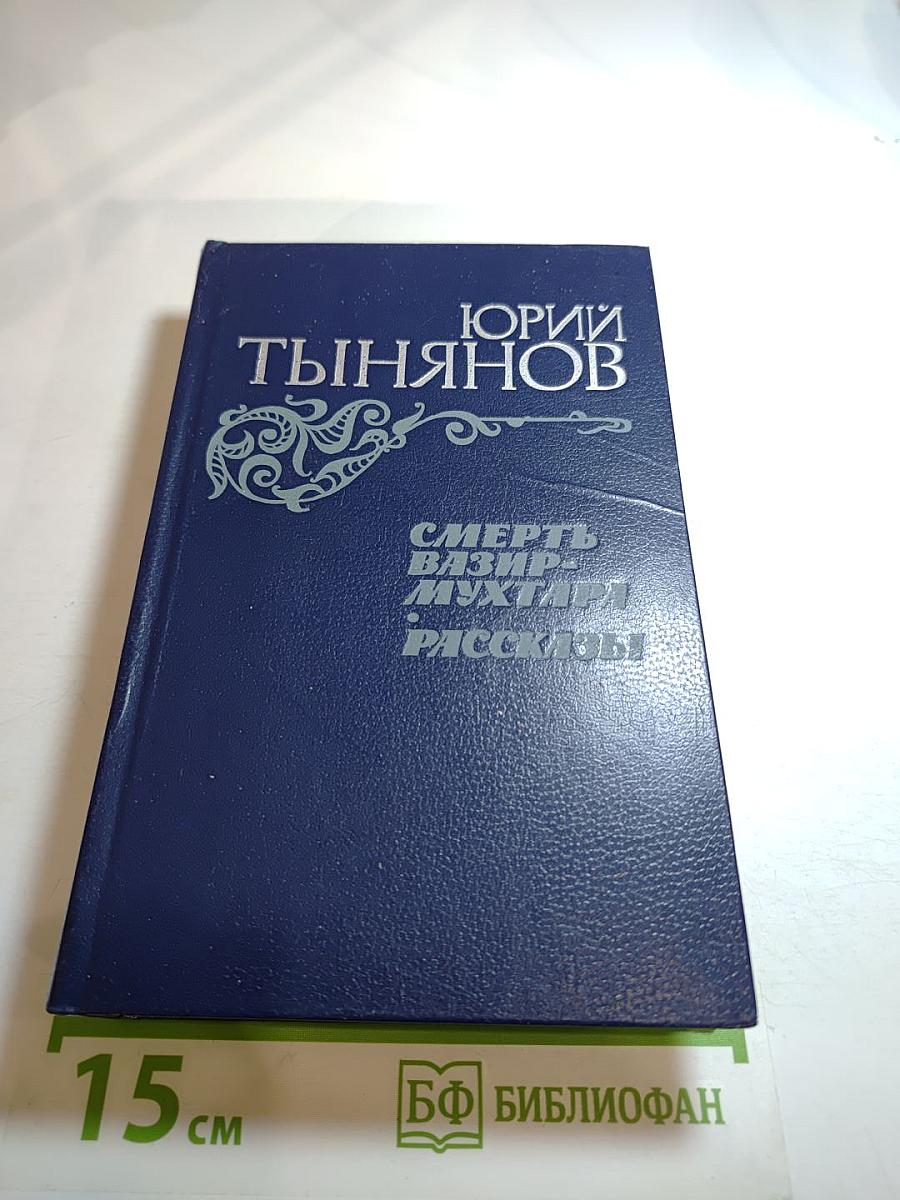 ЮРИЙ
ТЫНЯНОВ
СМЕРТЬ
ВАЗИР-
МУХТАРА
•
РАССКАЗЫ
15 см
БФ БИБЛИОФАН